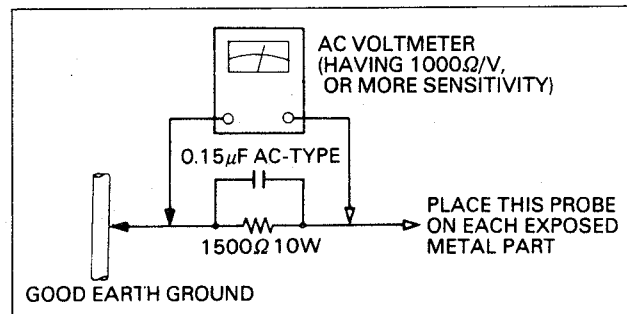 AC VOLTMETER
(HAVING 1000Ω/V,
OR MORE SENSITIVITY)
0.15μF AC-TYPE
1500Ω 10W
PLACE THIS PROBE
ON EACH EXPOSED
METAL PART
GOOD EARTH GROUND